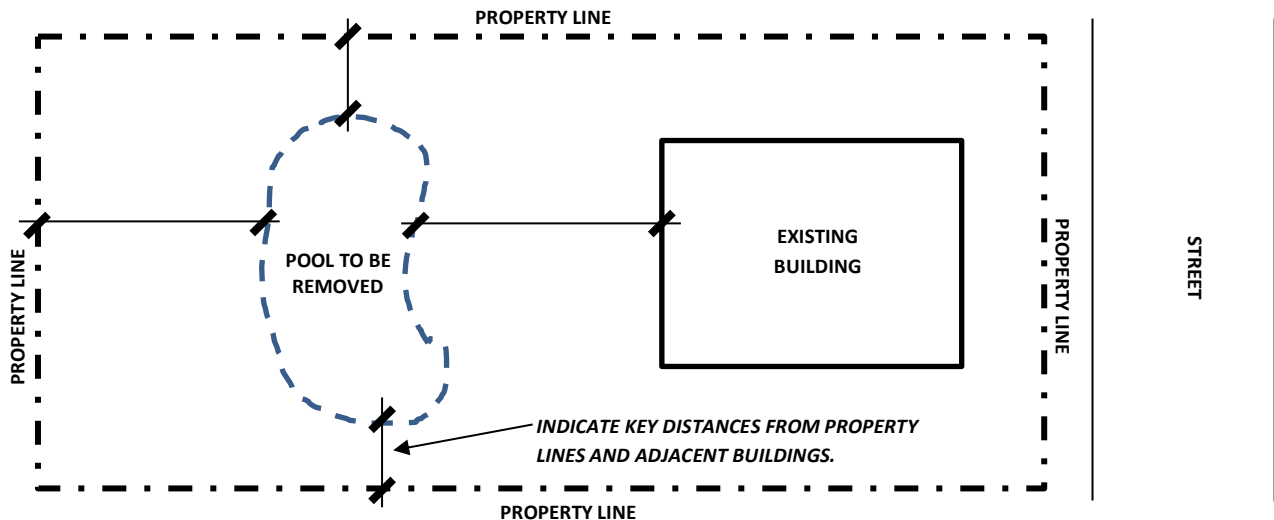 PROPERTY LINE
PROPERTY LINE
POOL TO BE
REMOVED
EXISTING
BUILDING
PROPERTY LINE
STREET
INDICATE KEY DISTANCES FROM PROPERTY
LINES AND ADJACENT BUILDINGS.
PROPERTY LINE